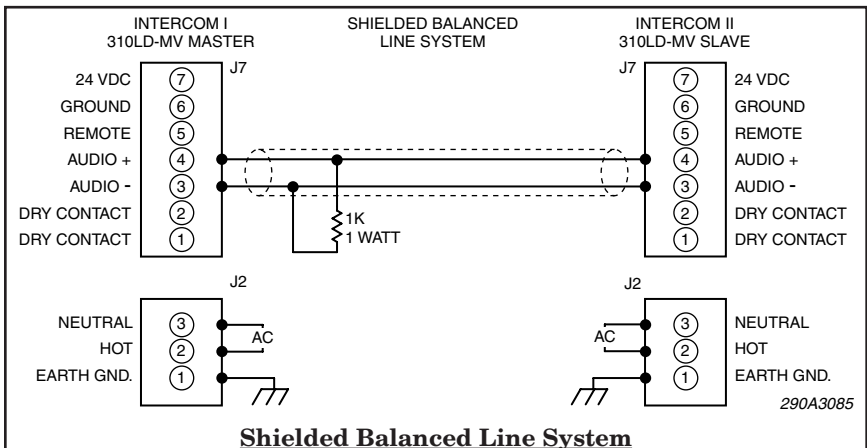 INTERCOM I
310LD-MV MASTER
SHIELDED BALANCED
LINE SYSTEM
INTERCOM II
310LD-MV SLAVE
J7
24 VDC 7
GROUND 6
REMOTE 5
AUDIO + 4
AUDIO - 3
DRY CONTACT 2
DRY CONTACT 1
1K
1 WATT
J7
7 24 VDC
6 GROUND
5 REMOTE
4 AUDIO +
3 AUDIO -
2 DRY CONTACT
1 DRY CONTACT
J2
NEUTRAL 3
HOT 2
EARTH GND. 1
AC
J2
AC
3 NEUTRAL
2 HOT
1 EARTH GND.
290A3085
Shielded Balanced Line System